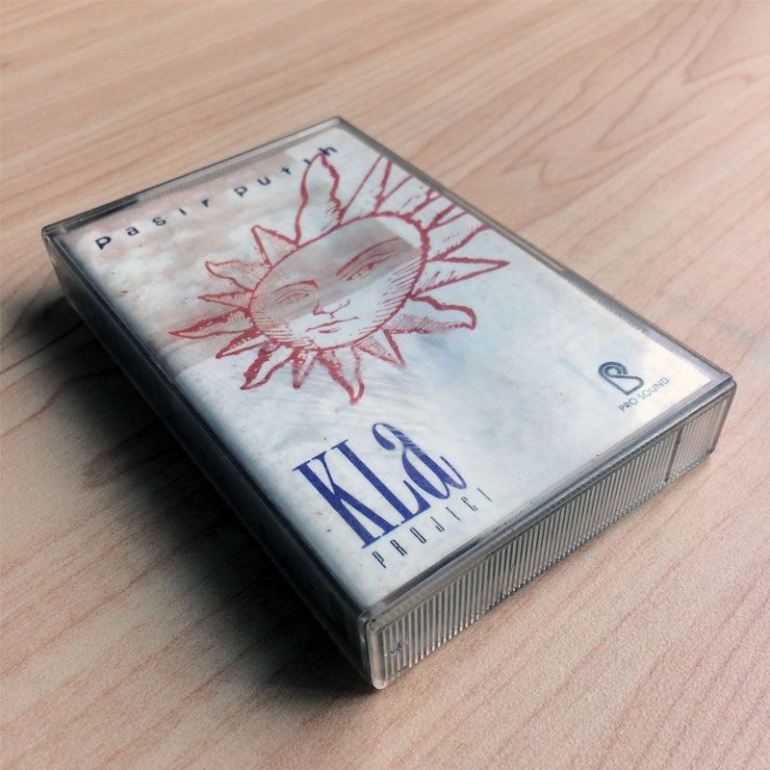 pasir putih
KLa
PROJECT
PRO SOUND